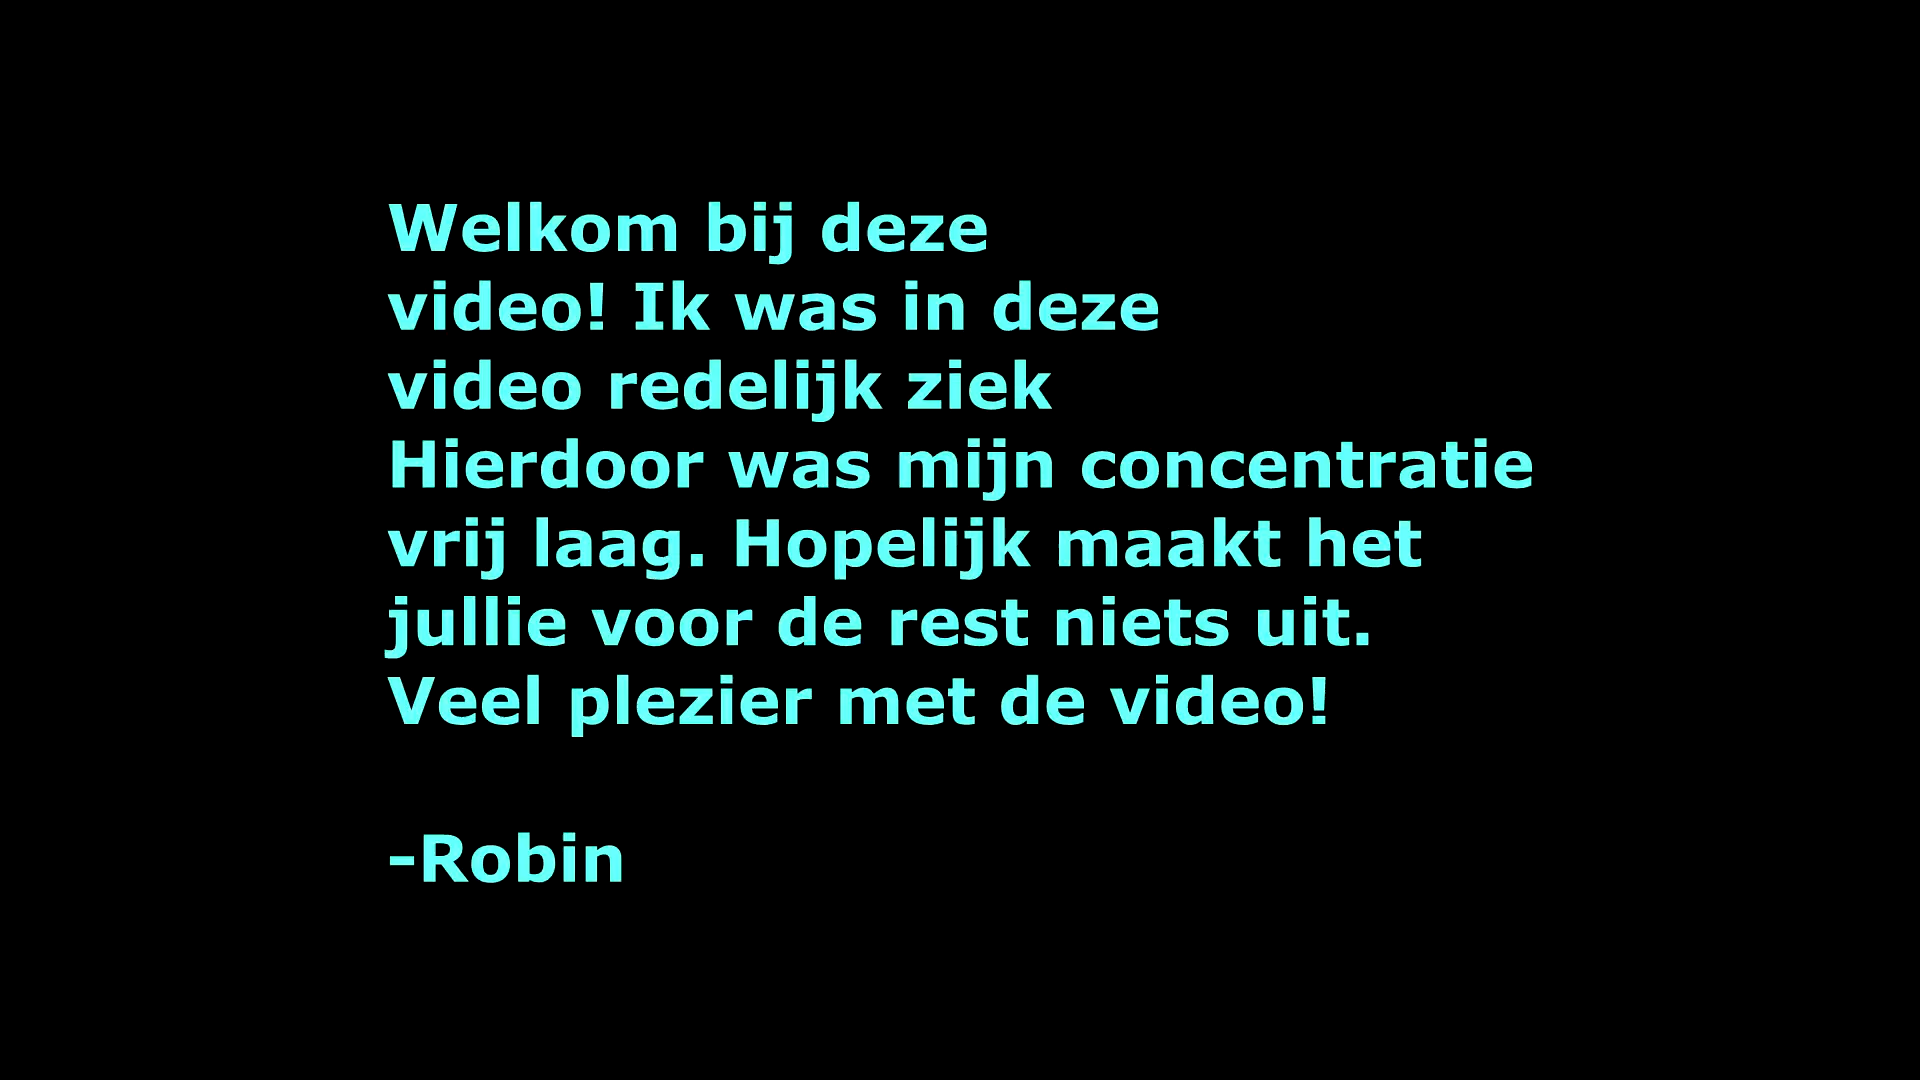 Welkom bij deze
video! Ik was in deze
video redelijk ziek
Hierdoor was mijn concentratie
vrij laag. Hopelijk maakt het
jullie voor de rest niets uit.
Veel plezier met de video!
-Robin